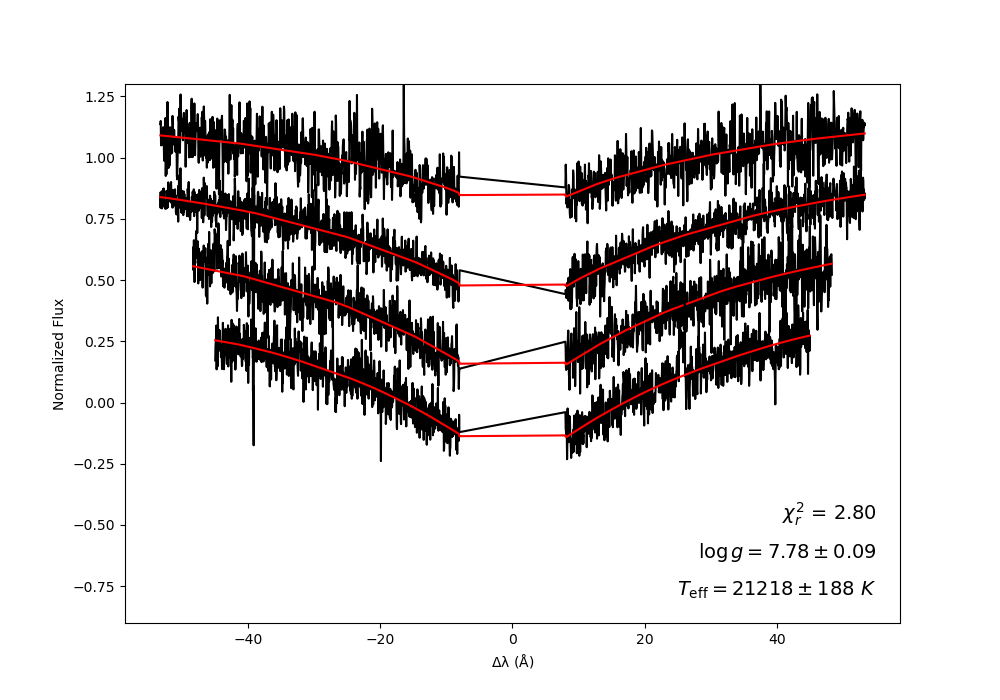 1.25
1.00
0.75
0.50
0.25
0.00
−0.25
−0.50
−0.75
Normalized Flux
χ²ᵣ = 2.80
log g = 7.78 ± 0.09
T_eff = 21218 ± 188 K
−40 −20 0 20 40
Δλ (Å)